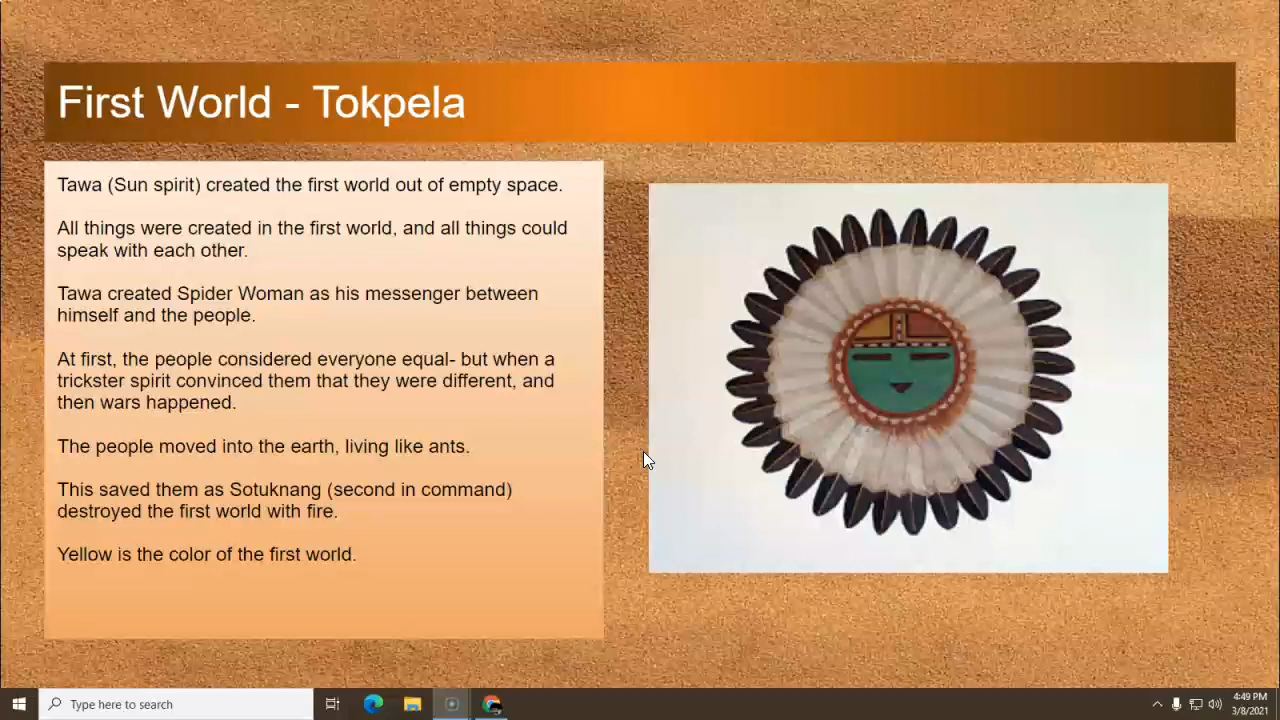 First World - Tokpela
Tawa (Sun spirit) created the first world out of empty space.
All things were created in the first world, and all things could
speak with each other.
Tawa created Spider Woman as his messenger between
himself and the people.
At first, the people considered everyone equal- but when a
trickster spirit convinced them that they were different, and
then wars happened.
The people moved into the earth, living like ants.
This saved them as Sotuknang (second in command)
destroyed the first world with fire.
Yellow is the color of the first world.
Type here to search
4:49 PM
3/8/2021